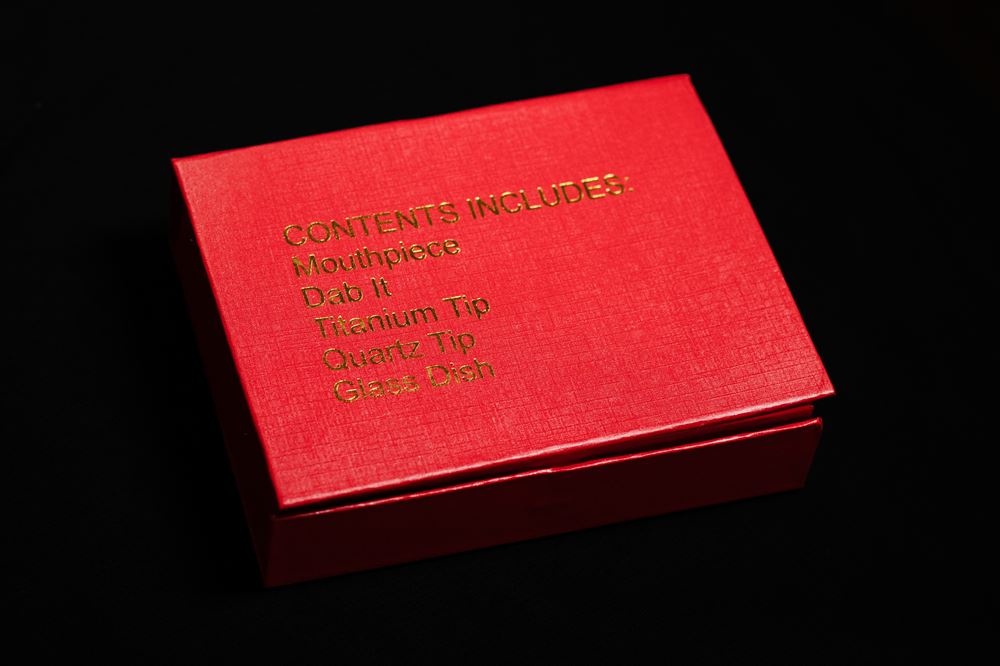 CONTENTS INCLUDES:
Mouthpiece
Dab It
Titanium Tip
Quartz Tip
Glass Dish